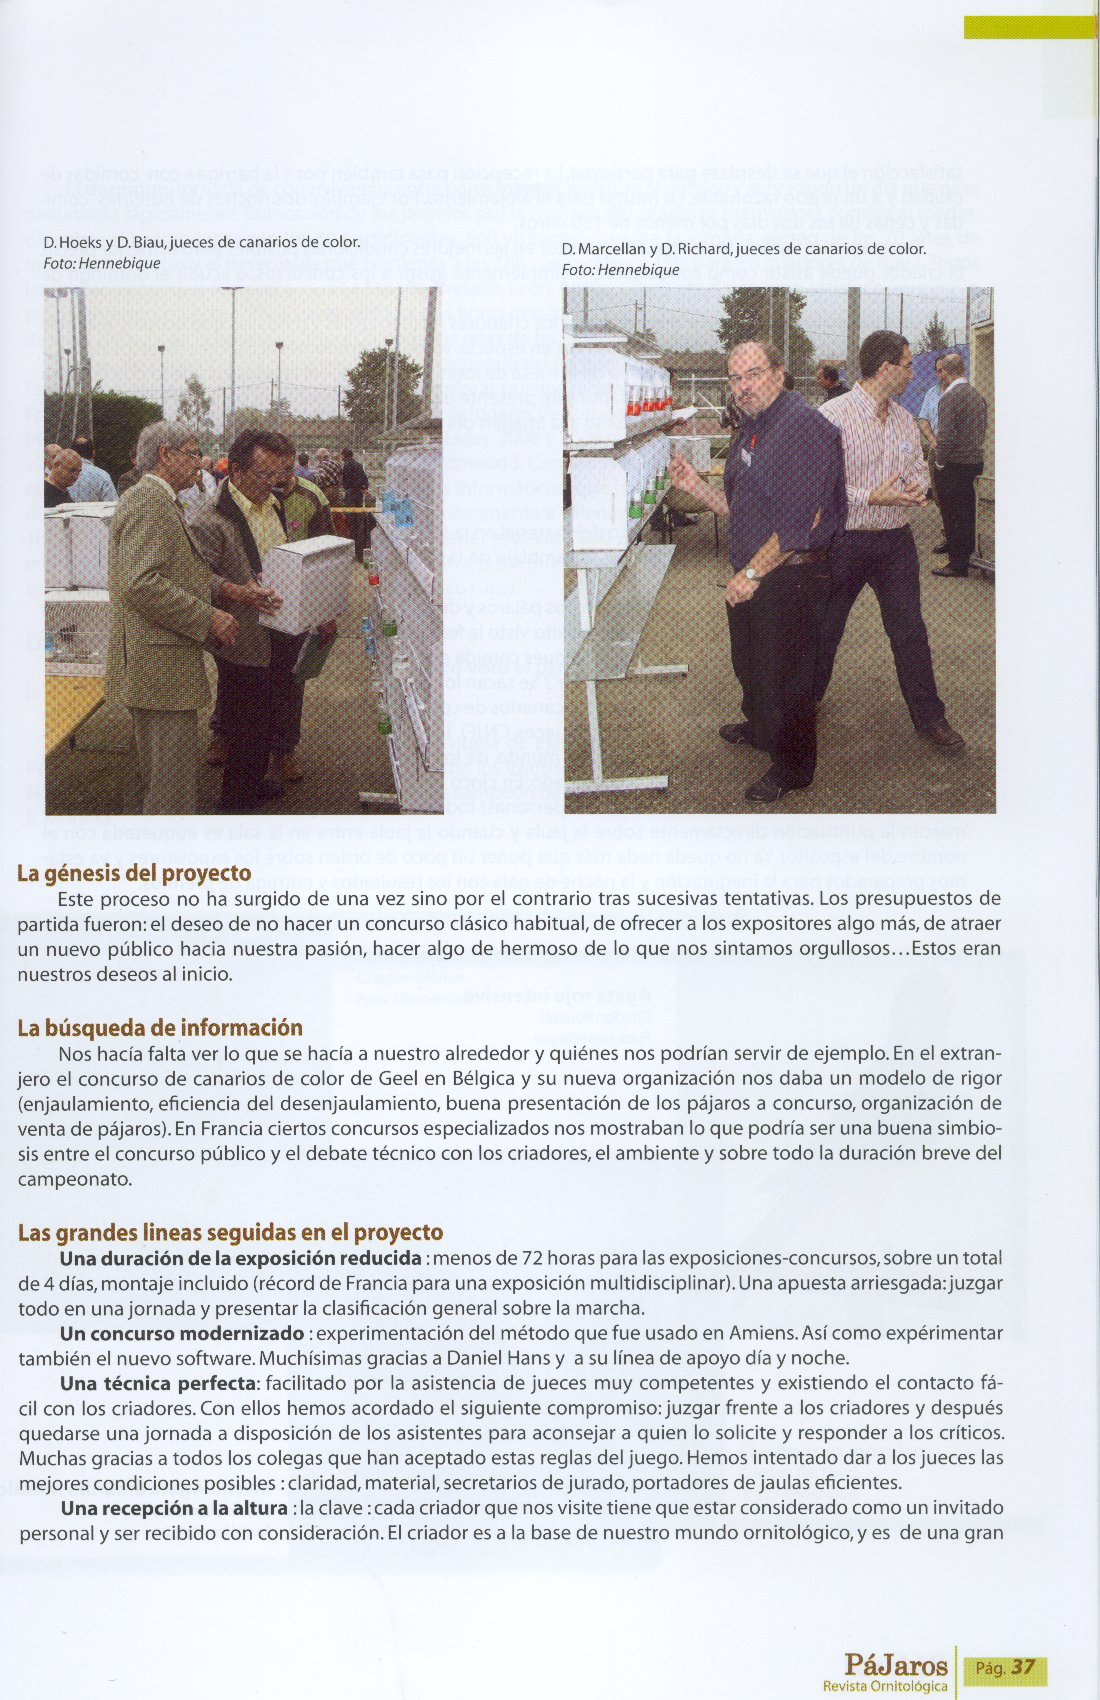 D. Hoeks y D. Biau, jueces de canarios de color.
Foto: Hennebique
D. Marcellan y D. Richard, jueces de canarios de color.
Foto: Hennebique
La génesis del proyecto
Este proceso no ha surgido de una vez sino por el contrario tras sucesivas tentativas. Los presupuestos de
partida fueron: el deseo de no hacer un concurso clásico habitual, de ofrecer a los expositores algo más, de atraer
un nuevo público hacia nuestra pasión, hacer algo de hermoso de lo que nos sintamos orgullosos...Estos eran
nuestros deseos al inicio.
La búsqueda de información
Nos hacía falta ver lo que se hacía a nuestro alrededor y quiénes nos podrían servir de ejemplo. En el extran-
jero el concurso de canarios de color de Geel en Bélgica y su nueva organización nos daba un modelo de rigor
(enjaulamiento, eficiencia del desenjaulamiento, buena presentación de los pájaros a concurso, organización de
venta de pájaros). En Francia ciertos concursos especializados nos mostraban lo que podría ser una buena simbio-
sis entre el concurso público y el debate técnico con los criadores, el ambiente y sobre todo la duración breve del
campeonato.
Las grandes lineas seguidas en el proyecto
Una duración de la exposición reducida : menos de 72 horas para las exposiciones-concursos, sobre un total
de 4 días, montaje incluido (récord de Francia para una exposición multidisciplinar). Una apuesta arriesgada: juzgar
todo en una jornada y presentar la clasificación general sobre la marcha.
Un concurso modernizado : experimentación del método que fue usado en Amiens. Así como expérimentar
también el nuevo software. Muchísimas gracias a Daniel Hans y a su línea de apoyo día y noche.
Una técnica perfecta: facilitado por la asistencia de jueces muy competentes y existiendo el contacto fá-
cil con los criadores. Con ellos hemos acordado el siguiente compromiso: juzgar frente a los criadores y después
quedarse una jornada a disposición de los asistentes para aconsejar a quien lo solicite y responder a los críticos.
Muchas gracias a todos los colegas que han aceptado estas reglas del juego. Hemos intentado dar a los jueces las
mejores condiciones posibles : claridad, material, secretarios de jurado, portadores de jaulas eficientes.
Una recepción a la altura : la clave : cada criador que nos visite tiene que estar considerado como un invitado
personal y ser recibido con consideración. El criador es a la base de nuestro mundo ornitológico, y es de una gran
PáJaros
Revista Ornitológica
Pág. 37